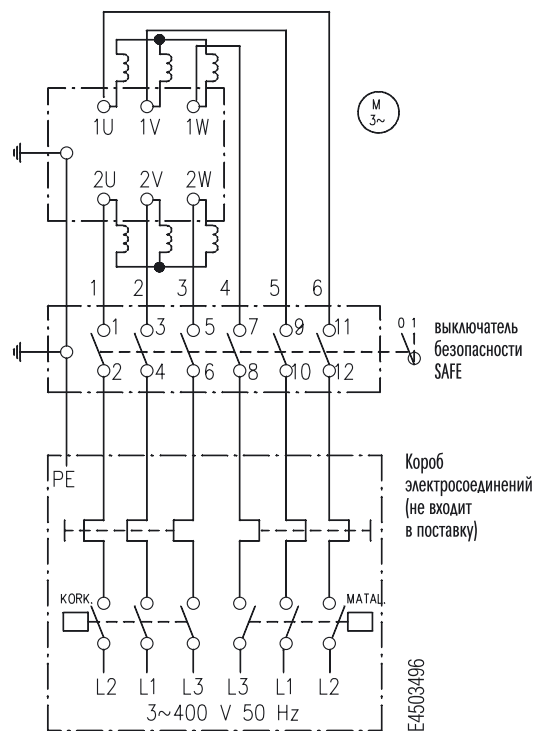 1U 1V 1W
M
3~
2U 2V 2W
1 2 3 4 5 6
1 3 5 7 9 11
0 1
выключатель
безопасности
SAFE
2 4 6 8 10 12
PE
Короб
электросоединений
(не входит
в поставку)
KORK. MATAL.
L2 L1 L3 L3 L1 L2
3~400 V 50 Hz
E4503496